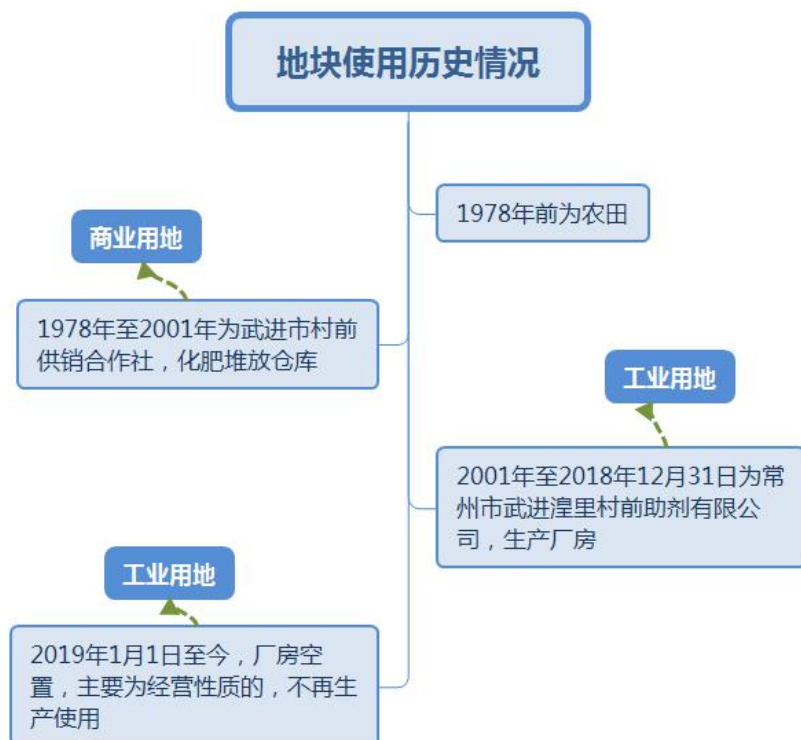 地块使用历史情况
1978年前为农田
商业用地
1978年至2001年为武进市村前
供销合作社，化肥堆放仓库
工业用地
2001年至2018年12月31日为常
州市武进湟里村前助剂有限公
司，生产厂房
工业用地
2019年1月1日至今，厂房空
置，主要为经营性质的，不再生
产使用